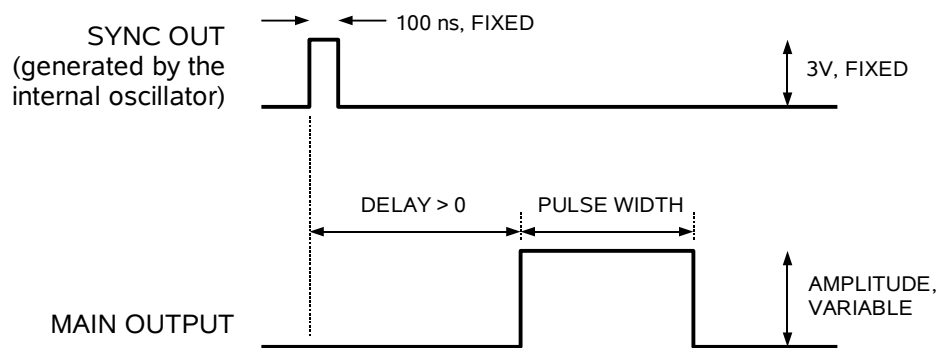 100 ns, FIXED
SYNC OUT
(generated by the
internal oscillator)
3V, FIXED
DELAY > 0
PULSE WIDTH
AMPLITUDE,
VARIABLE
MAIN OUTPUT